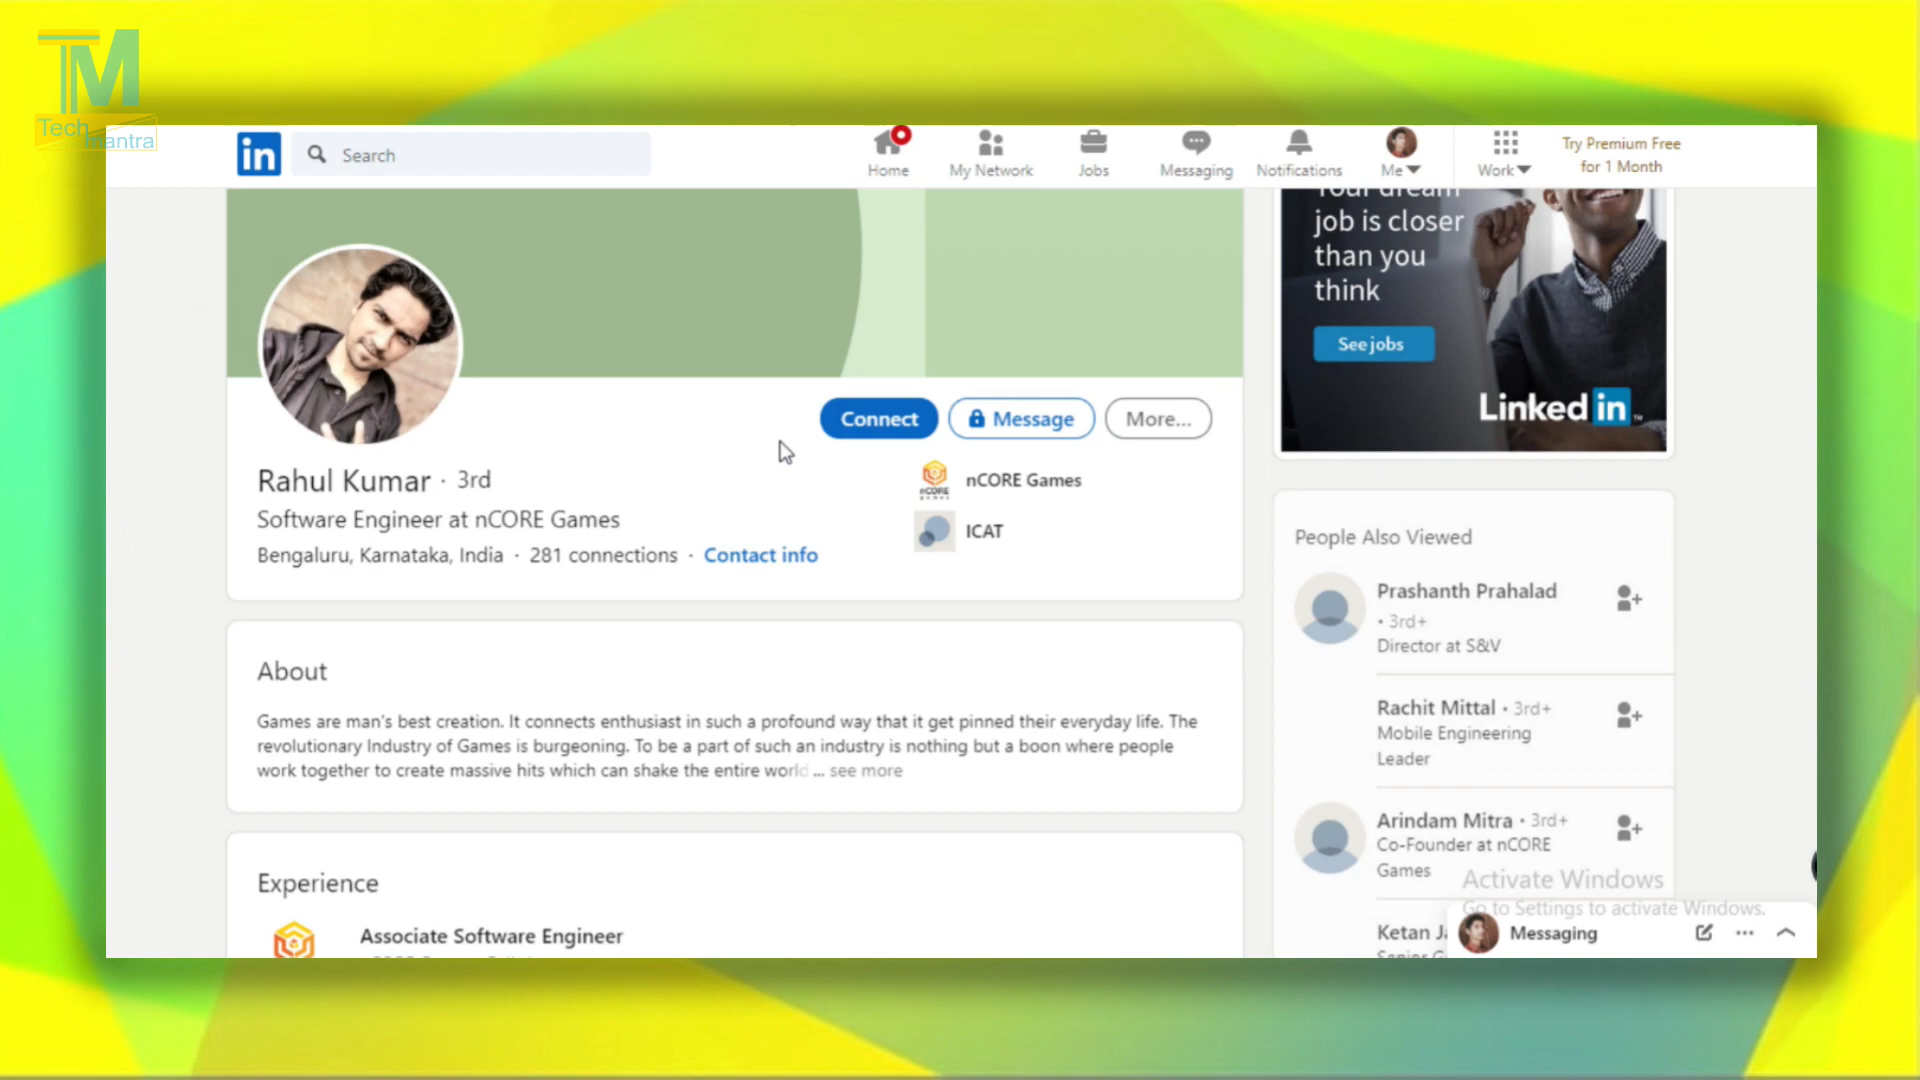 TM
Tech
Mantra
in
Search
Home
My Network
Jobs
Messaging
Notifications
Me
Work
Try Premium Free
for 1 Month
Your dream
job is closer
than you
think
See jobs
Linked in
Connect
Message
More...
Rahul Kumar · 3rd
Software Engineer at nCORE Games
Bengaluru, Karnataka, India · 281 connections · Contact info
nCORE
nCORE Games
ICAT
About
Games are man's best creation. It connects enthusiast in such a profound way that it get pinned their everyday life. The
revolutionary Industry of Games is burgeoning. To be a part of such an industry is nothing but a boon where people
work together to create massive hits which can shake the entire world ... see more
Experience
Associate Software Engineer
People Also Viewed
Prashanth Prahalad
• 3rd+
Director at S&V
Rachit Mittal • 3rd+
Mobile Engineering
Leader
Arindam Mitra • 3rd+
Co-Founder at nCORE
Games
Activate Windows
Go to Settings to activate Windows.
Ketan
Messaging